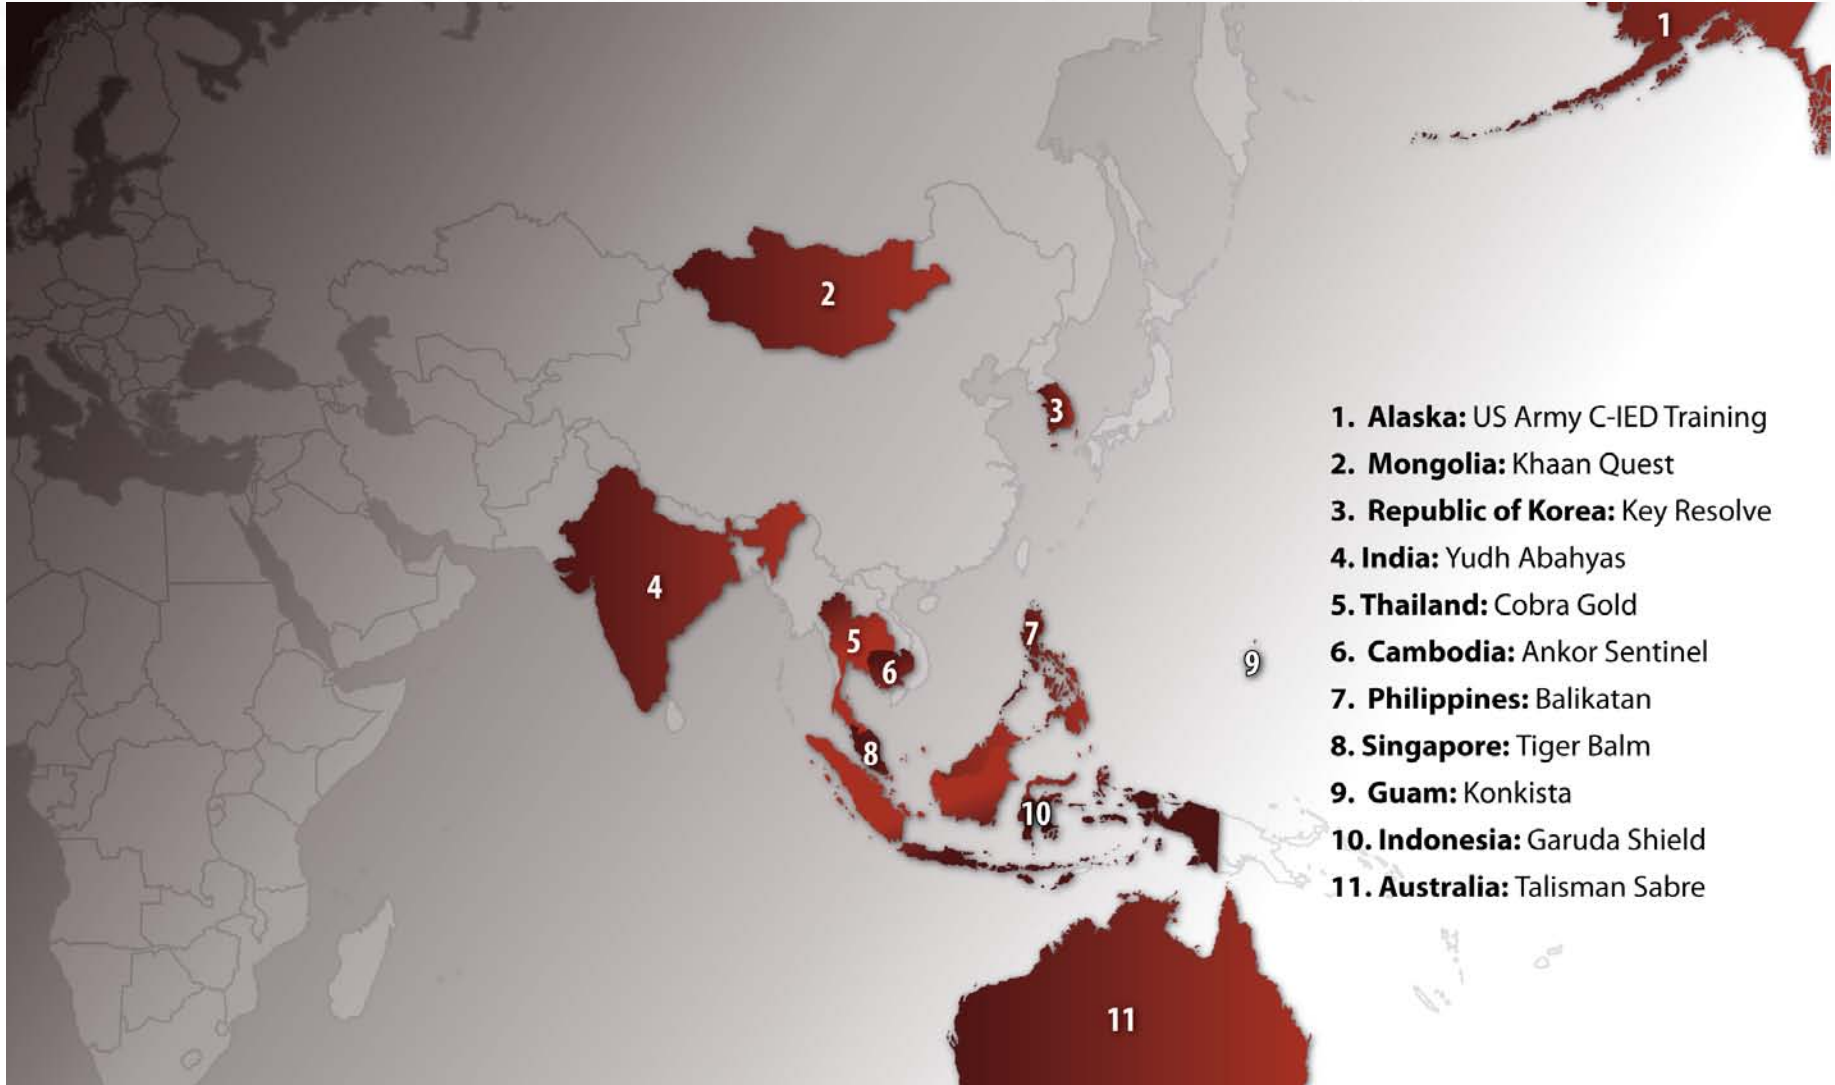 1
2
3
4
5
6
7
8
9
10
11
1. Alaska: US Army C-IED Training
2. Mongolia: Khaan Quest
3. Republic of Korea: Key Resolve
4. India: Yudh Abahyas
5. Thailand: Cobra Gold
6. Cambodia: Ankor Sentinel
7. Philippines: Balikatan
8. Singapore: Tiger Balm
9. Guam: Konkista
10. Indonesia: Garuda Shield
11. Australia: Talisman Sabre